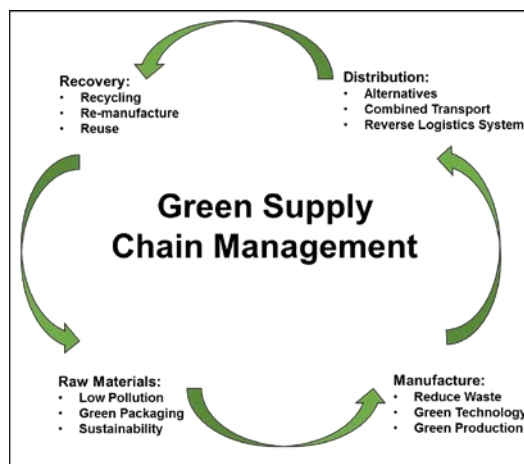 Recovery:
• Recycling
• Re-manufacture
• Reuse
Distribution:
• Alternatives
• Combined Transport
• Reverse Logistics System
Green Supply
Chain Management
Raw Materials:
• Low Pollution
• Green Packaging
• Sustainability
Manufacture:
• Reduce Waste
• Green Technology
• Green Production